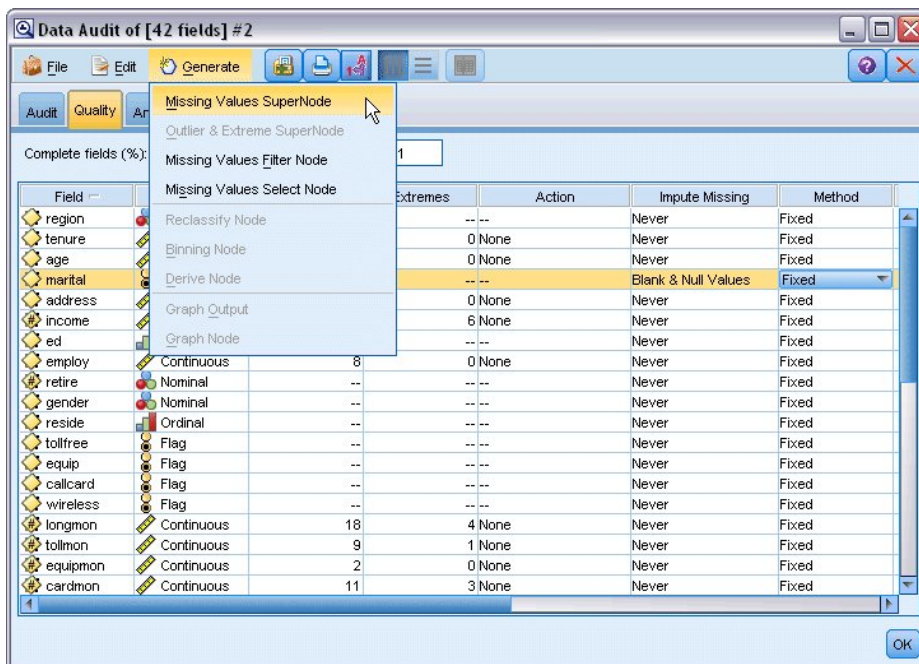 Data Audit of [42 fields] #2
File Edit Generate
Audit Quality An
Missing Values SuperNode
Outlier & Extreme SuperNode
Missing Values Filter Node
Missing Values Select Node
Reclassify Node
Binning Node
Derive Node
Graph Output
Graph Node
Complete fields (%): 1
Field Extremes Action Impute Missing Method
region -- -- Never Fixed
tenure 0 None Never Fixed
age 0 None Never Fixed
marital -- -- Blank & Null Values Fixed
address 0 None Never Fixed
income 6 None Never Fixed
ed -- -- Never Fixed
employ Continuous 8 0 None Never Fixed
retire Nominal -- -- -- Never Fixed
gender Nominal -- -- -- Never Fixed
reside Ordinal -- -- -- Never Fixed
tollfree Flag -- -- -- Never Fixed
equip Flag -- -- -- Never Fixed
callcard Flag -- -- -- Never Fixed
wireless Flag -- -- -- Never Fixed
longmon Continuous 18 4 None Never Fixed
tollmon Continuous 9 1 None Never Fixed
equipmon Continuous 2 0 None Never Fixed
cardmon Continuous 11 3 None Never Fixed
OK